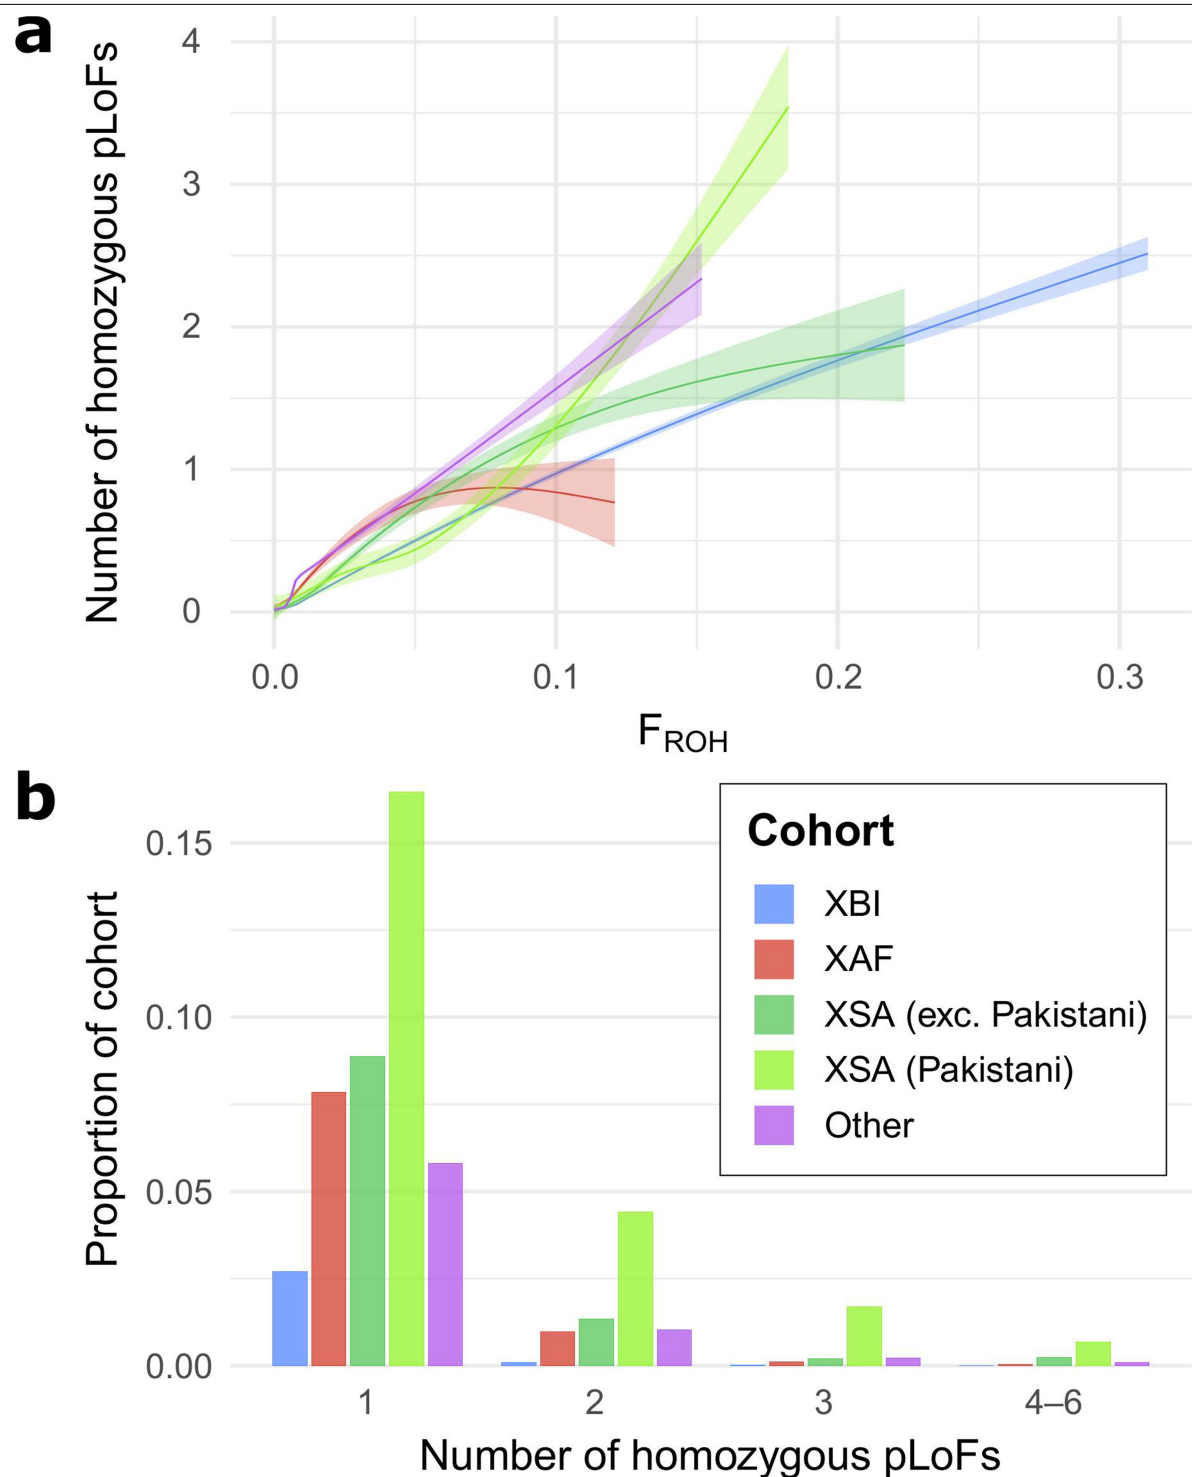 a
Number of homozygous pLoFs
4
3
2
1
0
0.0 0.1 0.2 0.3
FROH
b
Proportion of cohort
0.15
0.10
0.05
0.00
Cohort
XBI
XAF
XSA (exc. Pakistani)
XSA (Pakistani)
Other
1 2 3 4–6
Number of homozygous pLoFs